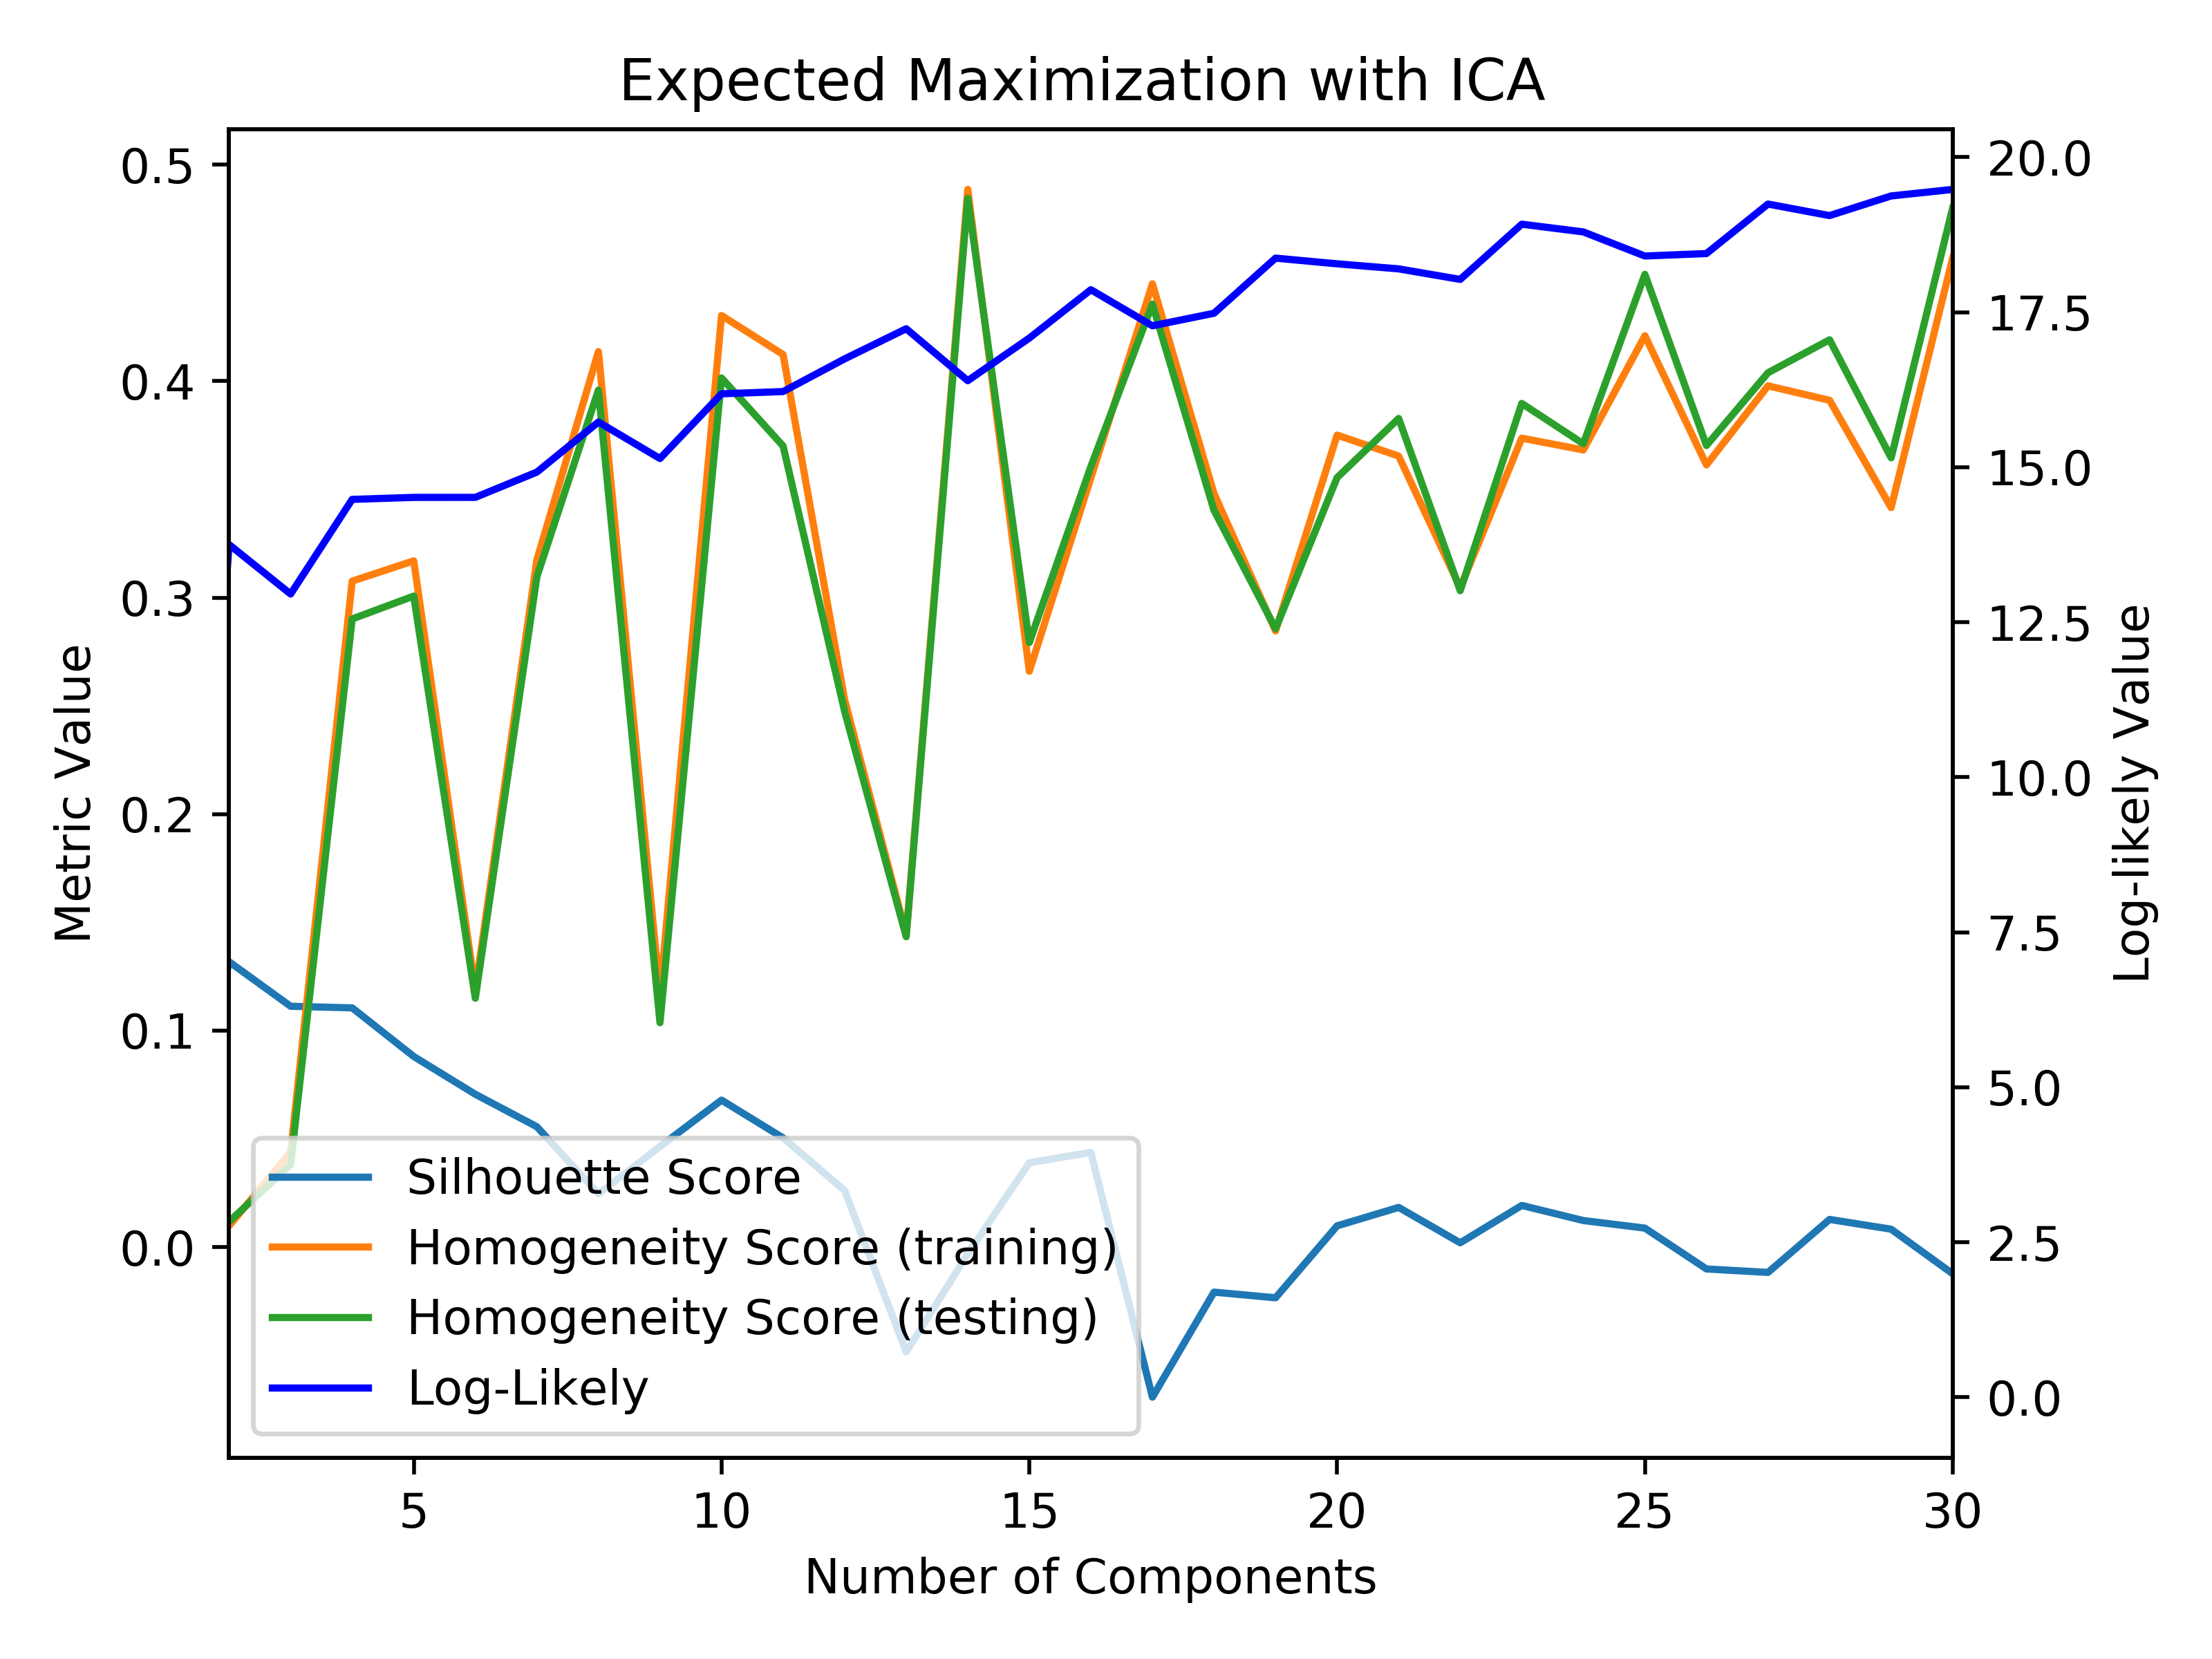 Expected Maximization with ICA
0.5
0.4
0.3
0.2
0.1
0.0
Metric Value
20.0
17.5
15.0
12.5
10.0
7.5
5.0
2.5
0.0
Log-likely Value
Silhouette Score
Homogeneity Score (training)
Homogeneity Score (testing)
Log-Likely
5 10 15 20 25 30
Number of Components